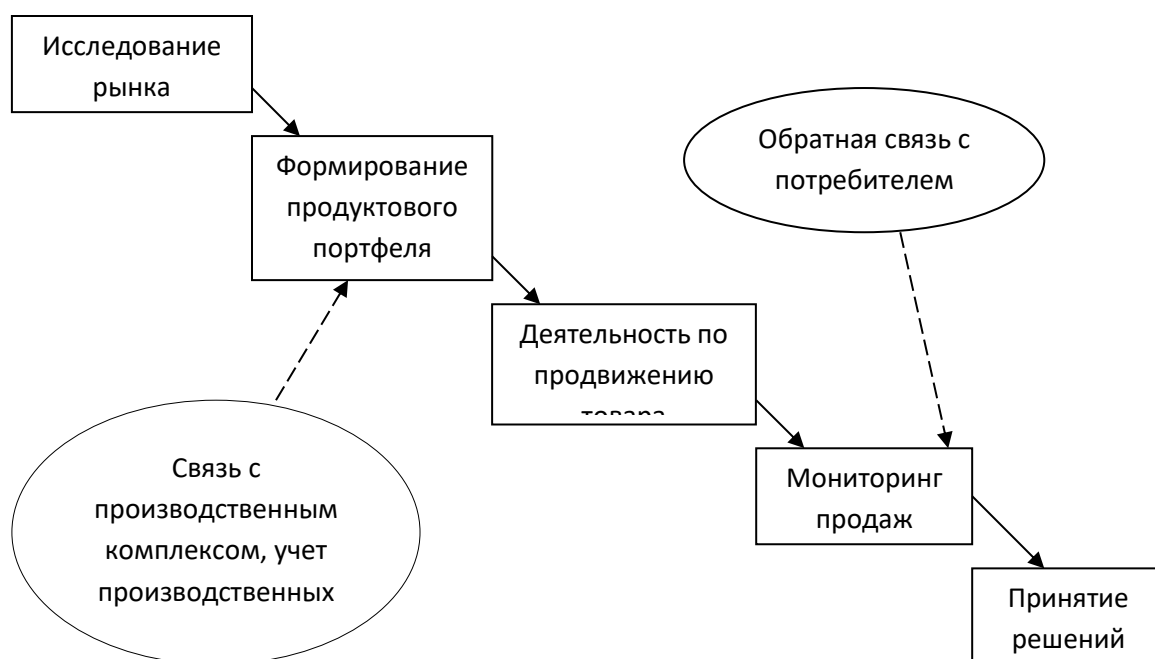 Исследование
рынка
Формирование
продуктового
портфеля
Обратная связь с
потребителем
Деятельность по
продвижению
товара
Связь с
производственным
комплексом, учет
производственных
Мониторинг
продаж
Принятие
решений